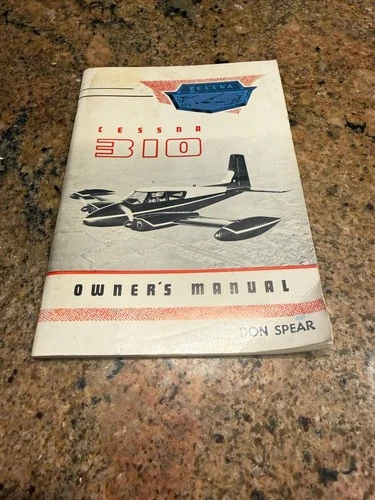 CESSNA
CESSNA
310
OWNER'S MANUAL
DON SPEAR